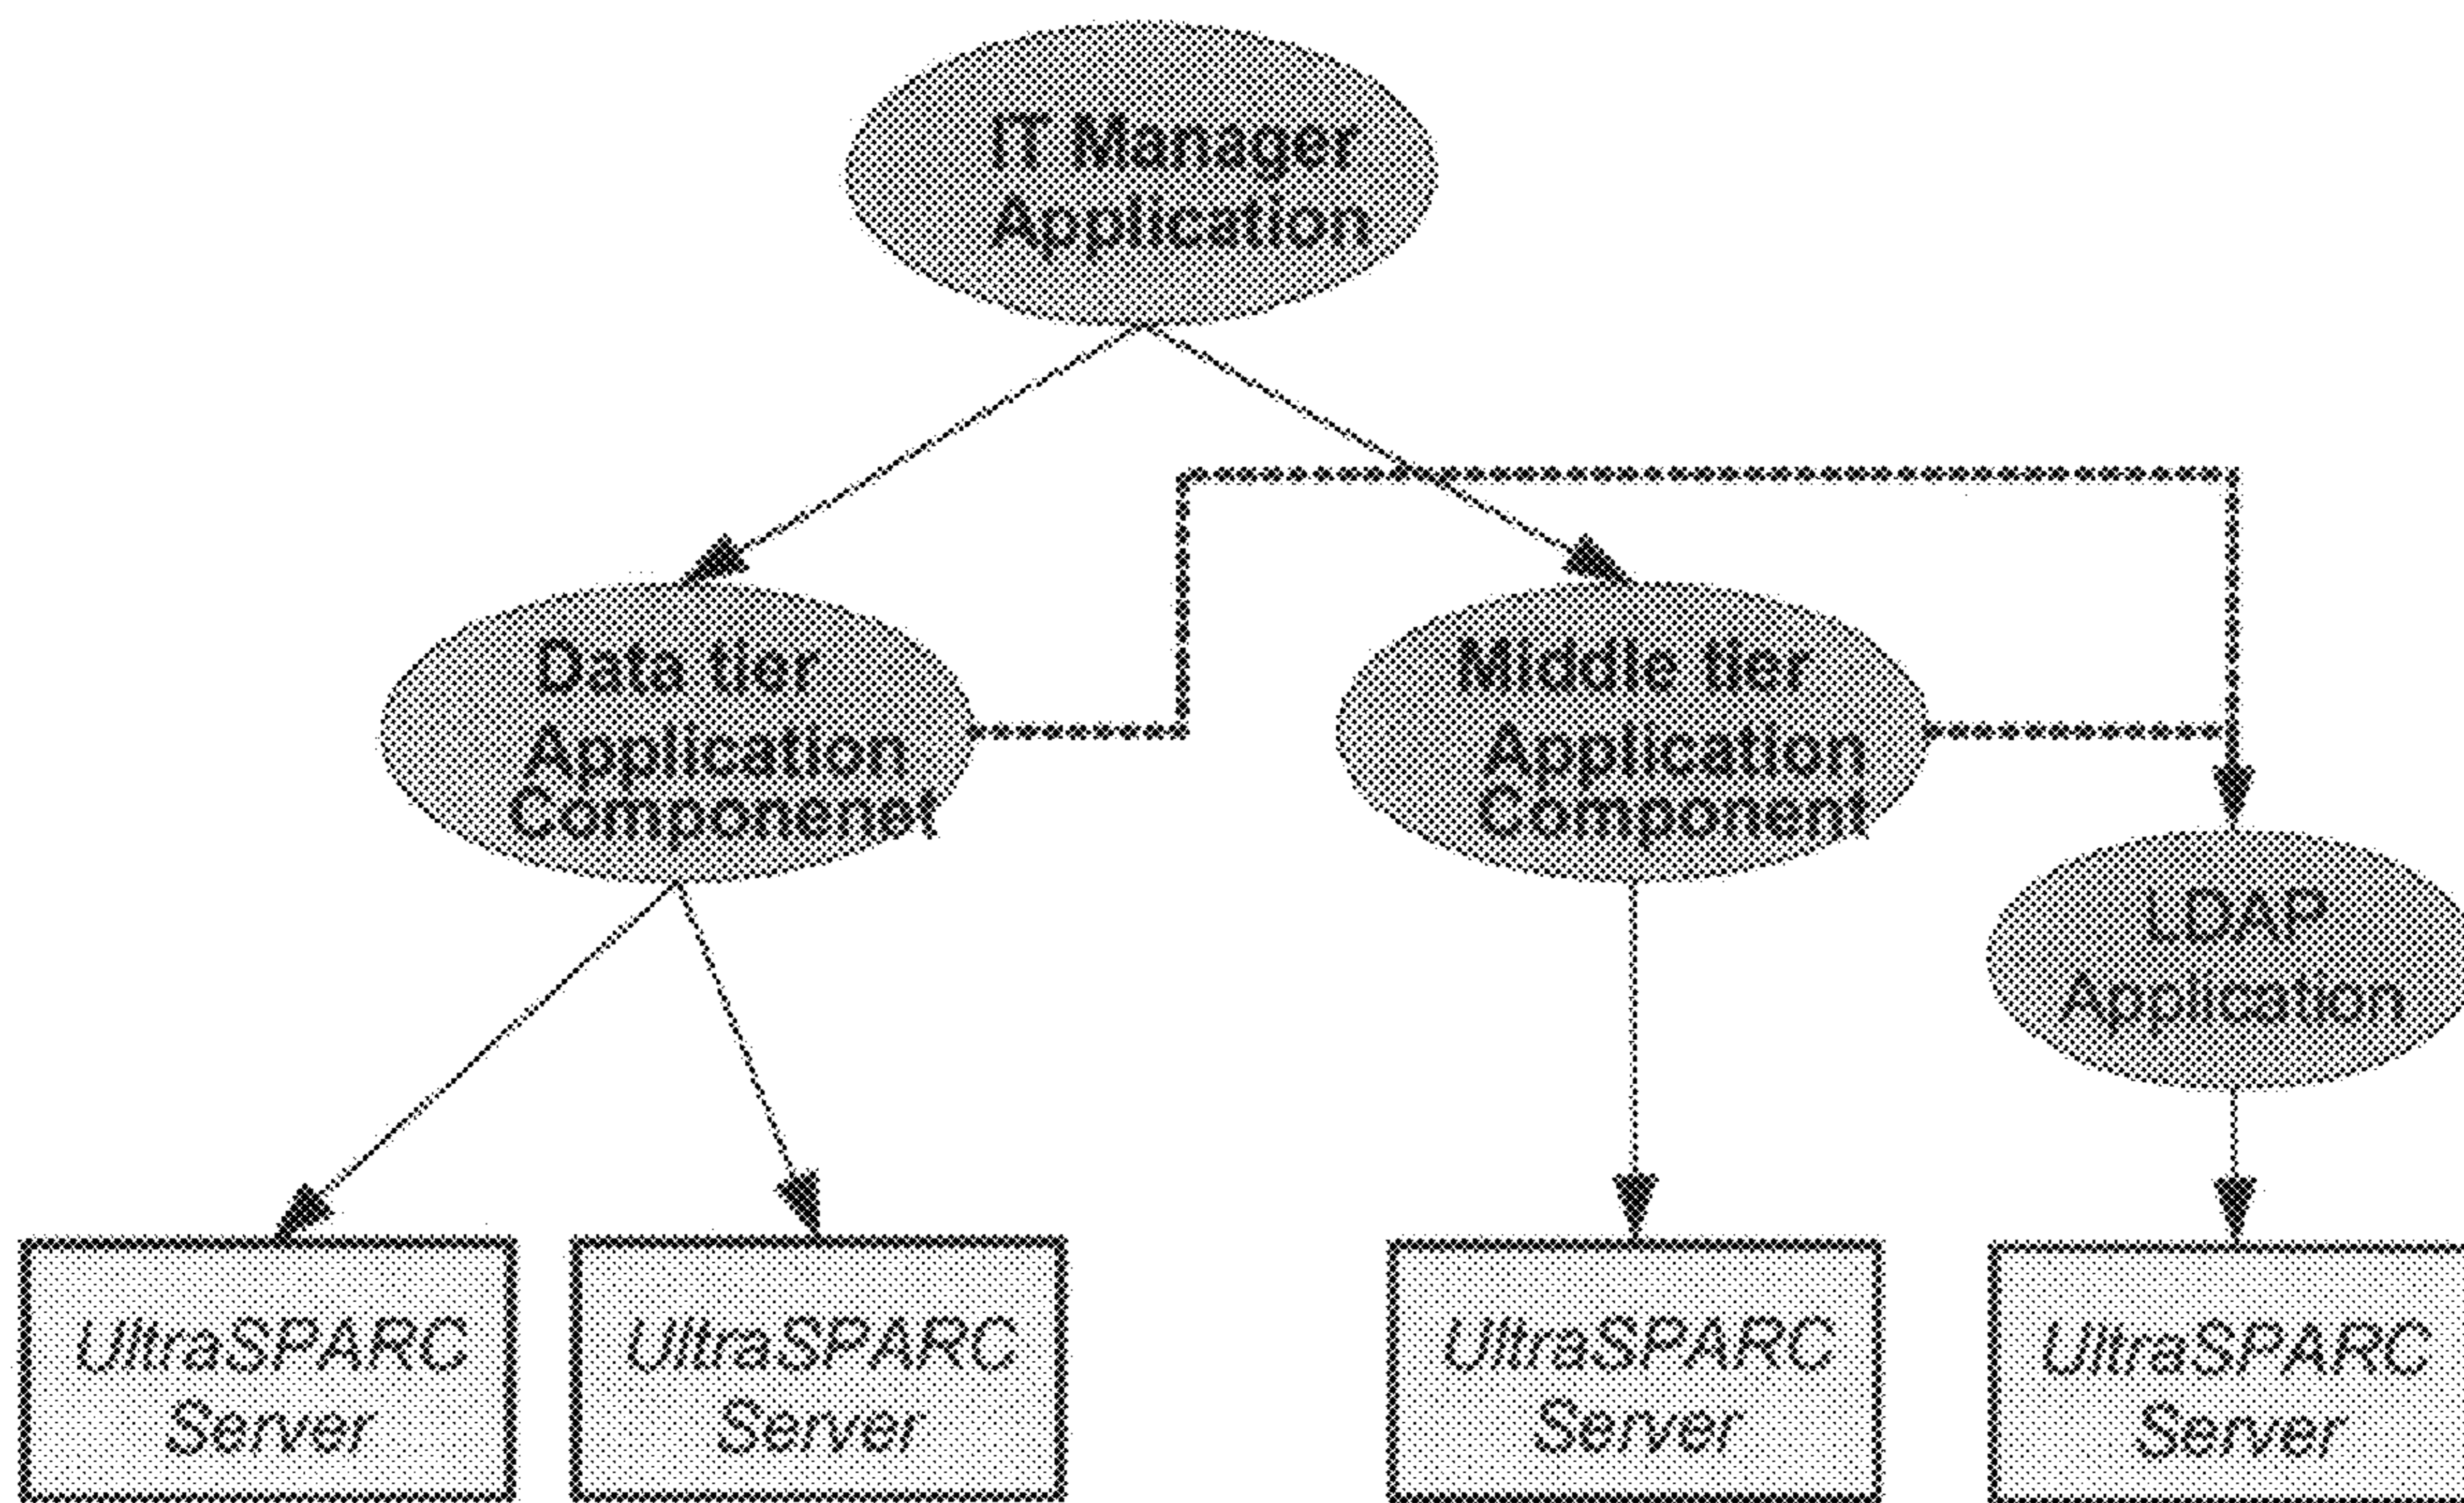 IT Manager
Application
Data tier
Application
Componenet
Middle tier
Application
Component
LDAP
Application
UltraSPARC
Server
UltraSPARC
Server
UltraSPARC
Server
UltraSPARC
Server